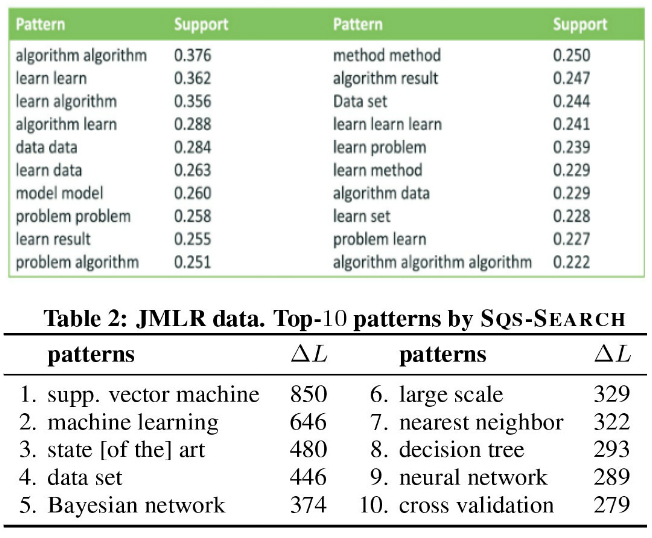 Pattern Support Pattern Support
algorithm algorithm 0.376 method method 0.250
learn learn 0.362 algorithm result 0.247
learn algorithm 0.356 Data set 0.244
algorithm learn 0.288 learn learn learn 0.241
data data 0.284 learn problem 0.239
learn data 0.263 learn method 0.229
model model 0.260 algorithm data 0.229
problem problem 0.258 learn set 0.228
learn result 0.255 problem learn 0.227
problem algorithm 0.251 algorithm algorithm algorithm 0.222
Table 2: JMLR data. Top-10 patterns by SQS-SEARCH
patterns ΔL patterns ΔL
1. supp. vector machine 850 6. large scale 329
2. machine learning 646 7. nearest neighbor 322
3. state [of the] art 480 8. decision tree 293
4. data set 446 9. neural network 289
5. Bayesian network 374 10. cross validation 279